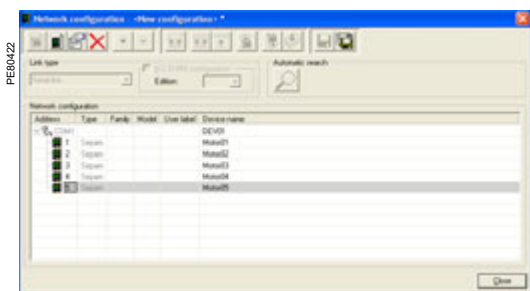 PE80422
Network configuration <New configuration> *
Link type
Edition:
Automatic search
Network configuration
Address Type Family Model User label Device name
COM1 DEV01
1 Sepam Motor01
2 Sepam Motor02
3 Sepam Motor03
4 Sepam Motor04
5 Sepam Motor05
Close